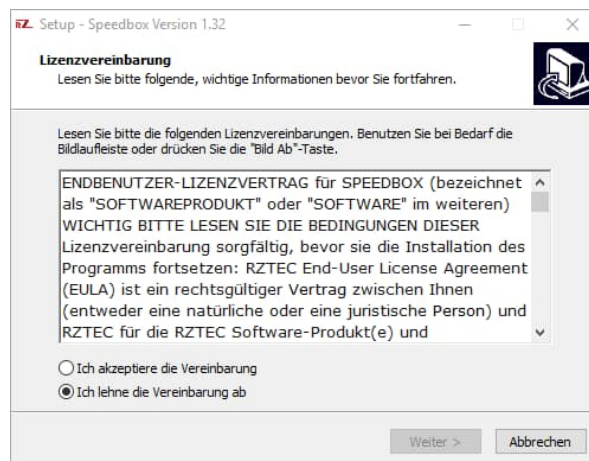 rZ Setup - Speedbox Version 1.32
Lizenzvereinbarung
Lesen Sie bitte folgende, wichtige Informationen bevor Sie fortfahren.
Lesen Sie bitte die folgenden Lizenzvereinbarungen. Benutzen Sie bei Bedarf die
Bildlaufleiste oder drücken Sie die "Bild Ab"-Taste.
ENDBENUTZER-LIZENZVERTRAG für SPEEDBOX (bezeichnet
als "SOFTWAREPRODUKT" oder "SOFTWARE" im weiteren)
WICHTIG BITTE LESEN SIE DIE BEDINGUNGEN DIESER
Lizenzvereinbarung sorgfältig, bevor sie die Installation des
Programms fortsetzen: RZTEC End-User License Agreement
(EULA) ist ein rechtsgültiger Vertrag zwischen Ihnen
(entweder eine natürliche oder eine juristische Person) und
RZTEC für die RZTEC Software-Produkt(e) und
Ich akzeptiere die Vereinbarung
Ich lehne die Vereinbarung ab
Weiter >
Abbrechen